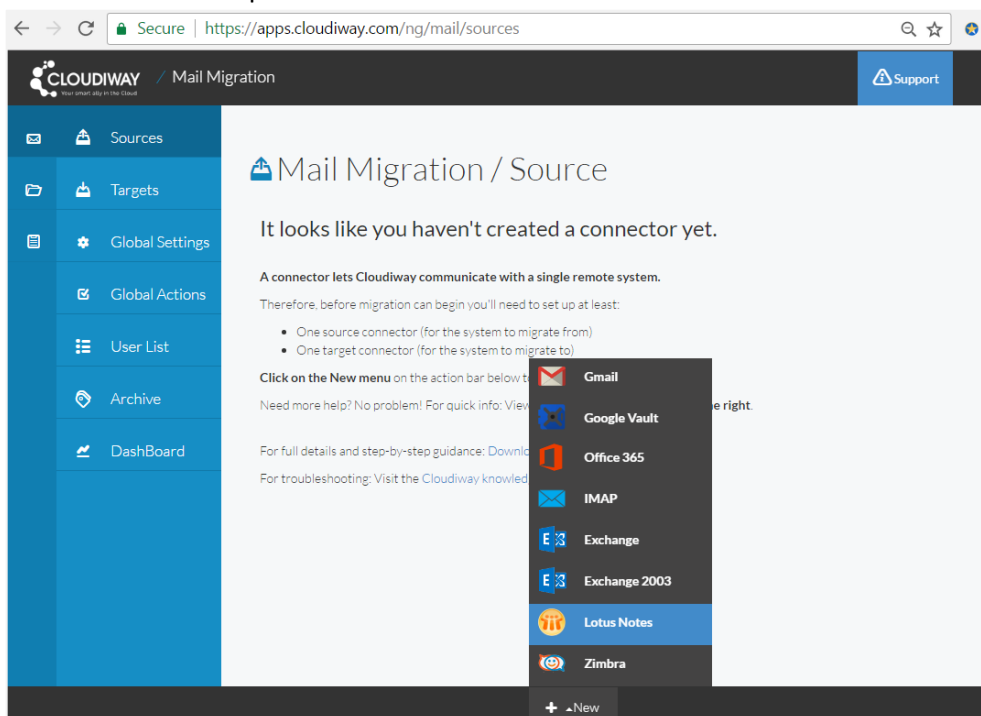 Secure | https://apps.cloudiway.com/ng/mail/sources
CLOUDIWAY / Mail Migration
Your smart ally in the Cloud
Support
Sources
Targets
Global Settings
Global Actions
User List
Archive
DashBoard
Mail Migration / Source
It looks like you haven't created a connector yet.
A connector lets Cloudiway communicate with a single remote system.
Therefore, before migration can begin you'll need to set up at least:
• One source connector (for the system to migrate from)
• One target connector (for the system to migrate to)
Click on the New menu on the action bar below
Need more help? No problem! For quick info: View
right.
For full details and step-by-step guidance:
For troubleshooting: Visit the Cloudiway
Gmail
Google Vault
Office 365
IMAP
Exchange
Exchange 2003
Lotus Notes
Zimbra
+ New